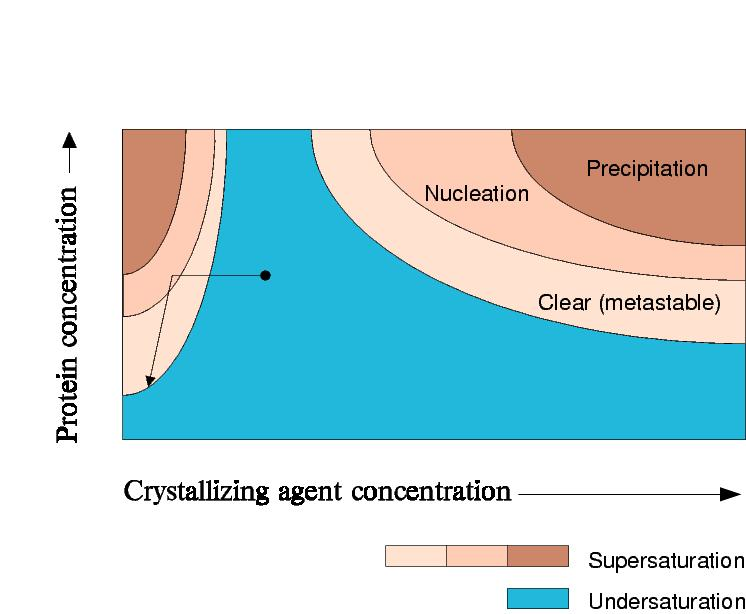 Precipitation
Nucleation
Clear (metastable)
Protein concentration
Crystallizing agent concentration
Supersaturation
Undersaturation